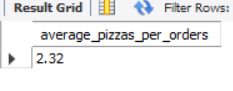 Result Grid Filter Rows:
average_pizzas_per_orders
2.32